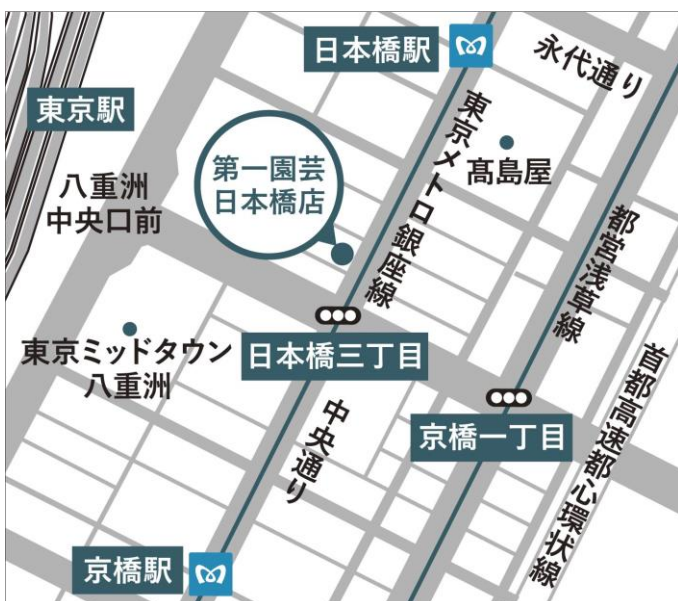 日本橋駅
永代通り
東京駅
東京メトロ銀座線
第一園芸
日本橋店
髙島屋
八重洲
中央口前
都営浅草線
東京ミッドタウン
八重洲
日本橋三丁目
首都高速都心環状線
中央通り
京橋一丁目
京橋駅